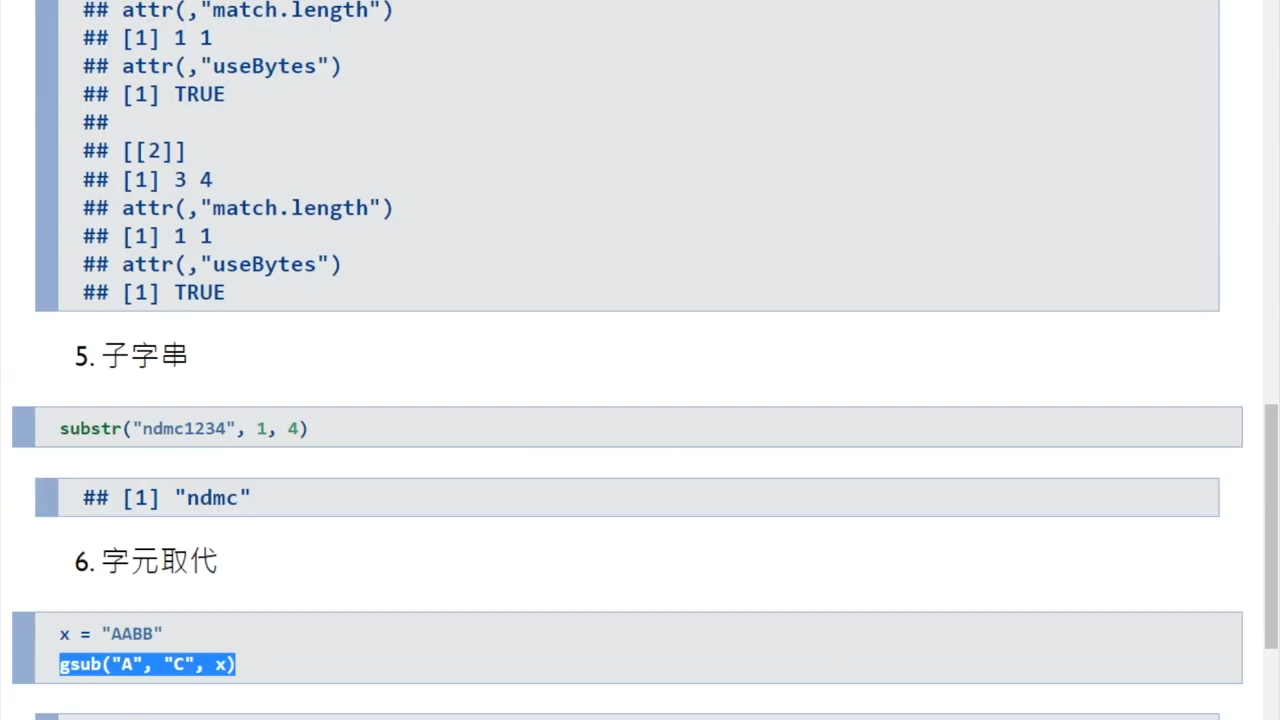 ## attr(,"match.length")
## [1] 1 1
## attr(,"useBytes")
## [1] TRUE
##
## [[2]]
## [1] 3 4
## attr(,"match.length")
## [1] 1 1
## attr(,"useBytes")
## [1] TRUE
5. 子字串
substr("ndmc1234", 1, 4)
## [1] "ndmc"
6. 字元取代
x = "AABB"
gsub("A", "C", x)